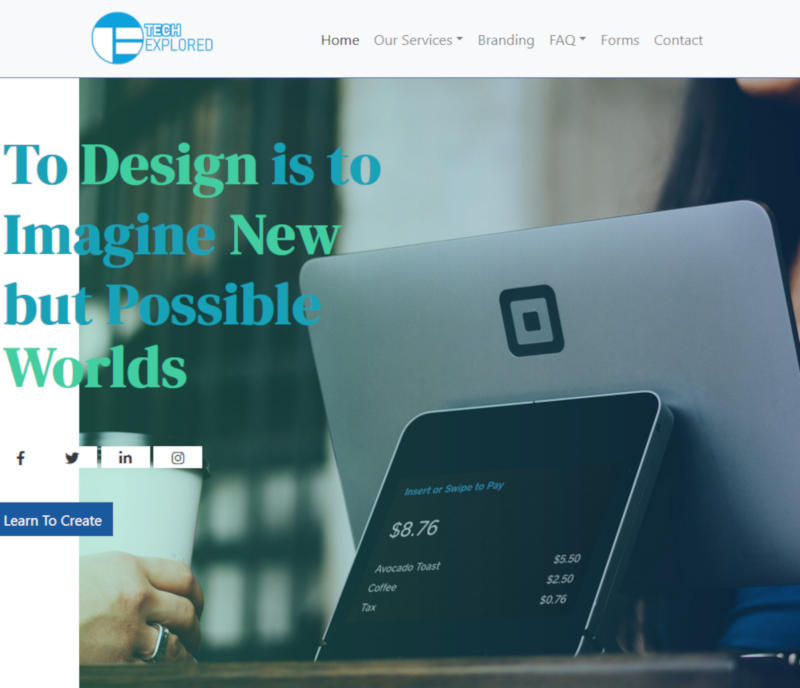 TECH
EXPLORED
Home Our Services Branding FAQ Forms Contact
To Design is to
Imagine New
but Possible
Worlds
Learn To Create
Insert or Swipe to Pay
$8.76
Avocado Toast $5.50
Coffee $2.50
Tax $0.76